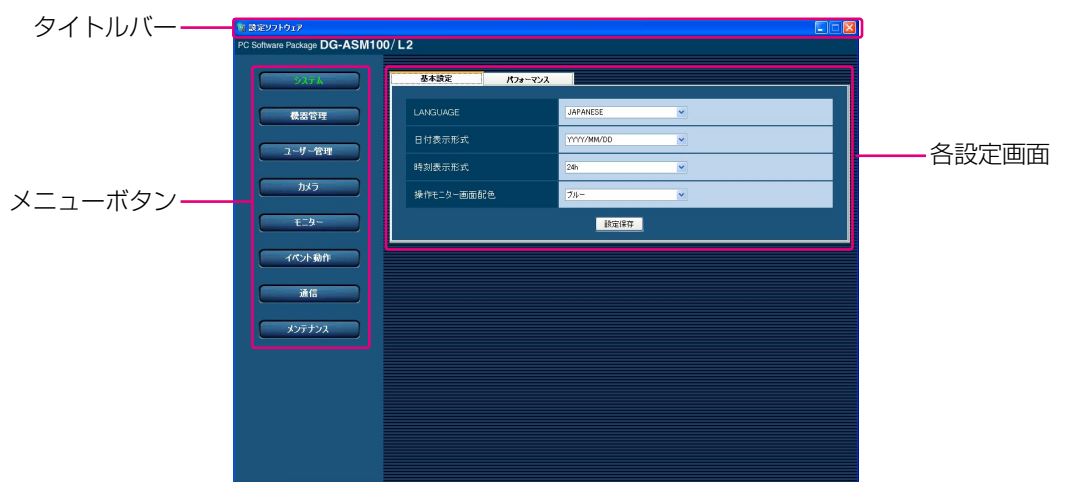 タイトルバー
設定ソフトウェア
PC Software Package DG-ASM100/L2
メニューボタン
システム
機器管理
ユーザー管理
カメラ
モニター
イベント動作
通信
メンテナンス
基本設定 パフォーマンス
LANGUAGE JAPANESE
日付表示形式 YYYY/MM/DD
時刻表示形式 24h
操作モニター画面配色 ブルー
設定保存
各設定画面